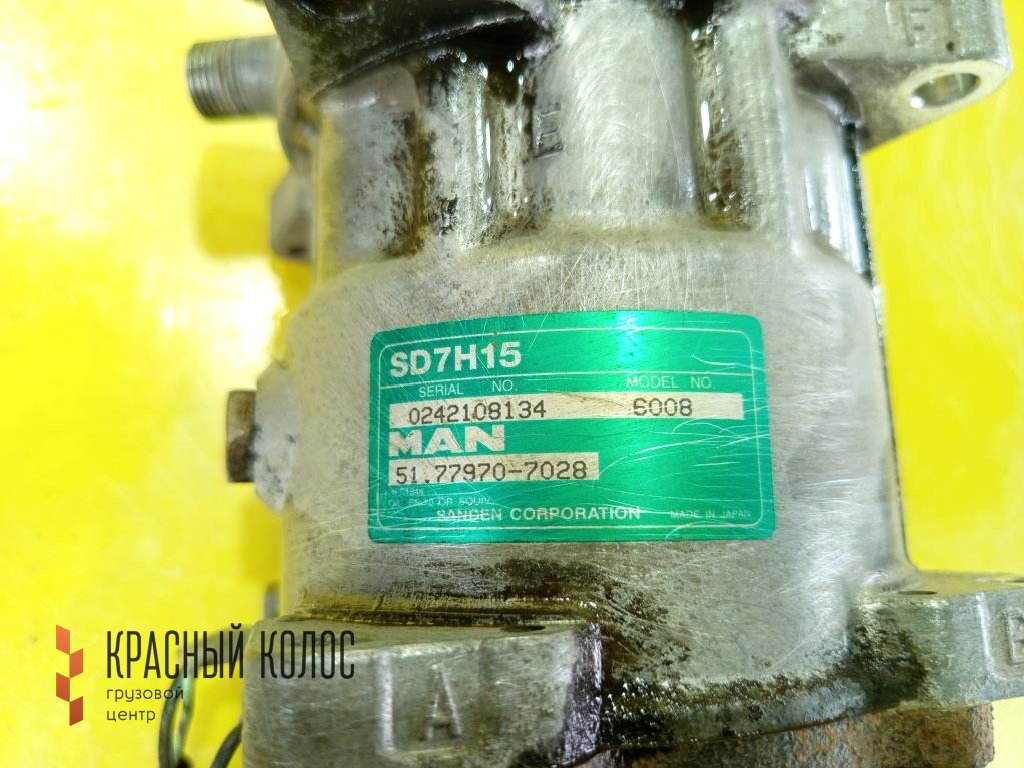 F
H
SD7H15
SERIAL NO. MODEL NO.
0242108134 6008
MAN
51.77970-7028
SANDEN CORPORATION MADE IN JAPAN
КРАСНЫЙ КОЛОС
грузовой
центр
A